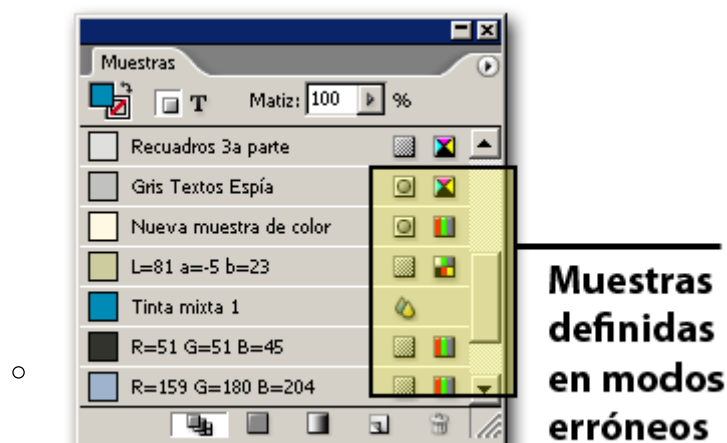 Muestras
T Matiz: 100 %
Recuadros 3a parte
Gris Textos Espía
Nueva muestra de color
L=81 a=-5 b=23
Tinta mixta 1
R=51 G=51 B=45
R=159 G=180 B=204
Muestras
definidas
en modos
erróneos